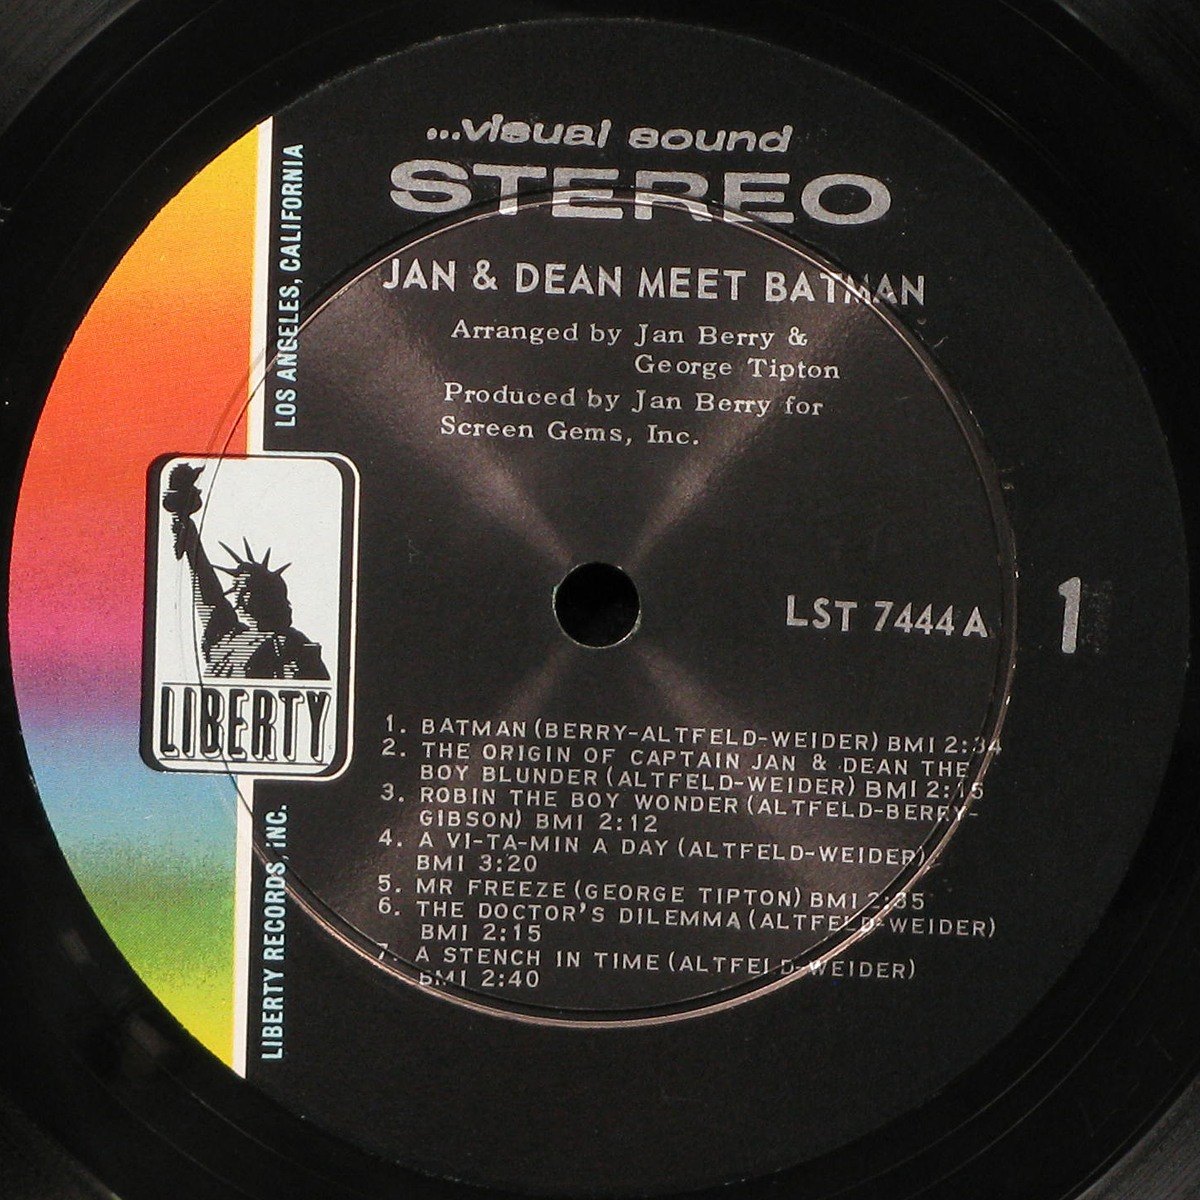 ...visual sound
STEREO
JAN & DEAN MEET BATMAN
Arranged by Jan Berry &
George Tipton
Produced by Jan Berry for
Screen Gems, Inc.
LOS ANGELES, CALIFORNIA
LIBERTY
LIBERTY RECORDS, INC.
LST 7444 A
1
1. BATMAN (BERRY-ALTFELD-WEIDER) BMI 2:34
2. THE ORIGIN OF CAPTAIN JAN & DEAN THE
BOY BLUNDER (ALTFELD-WEIDER) BMI 2:15
3. ROBIN THE BOY WONDER (ALTFELD-BERRY-
GIBSON) BMI 2:12
4. A VI-TA-MIN A DAY (ALTFELD-WEIDER)
BMI 3:20
5. MR FREEZE (GEORGE TIPTON) BMI 2:35
6. THE DOCTOR'S DILEMMA (ALTFELD-WEIDER)
BMI 2:15
7. A STENCH IN TIME (ALTFELD-WEIDER)
BMI 2:40